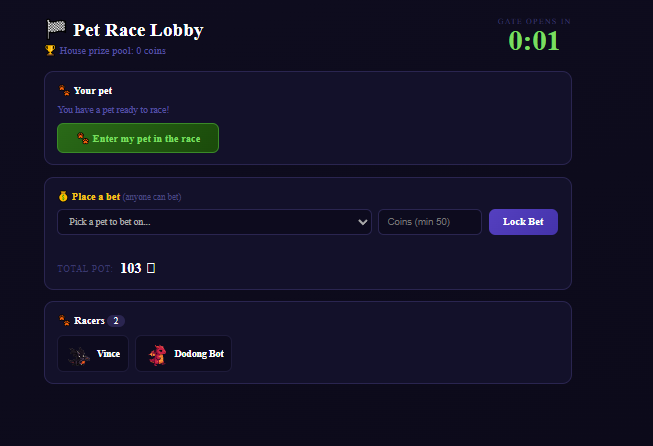 Pet Race Lobby
House prize pool: 0 coins
GATE OPENS IN
0:01
Your pet
You have a pet ready to race!
Enter my pet in the race
Place a bet (anyone can bet)
Pick a pet to bet on...
Coins (min 50)
Lock Bet
TOTAL POT: 103
Racers 2
Vince
Dodong Bot